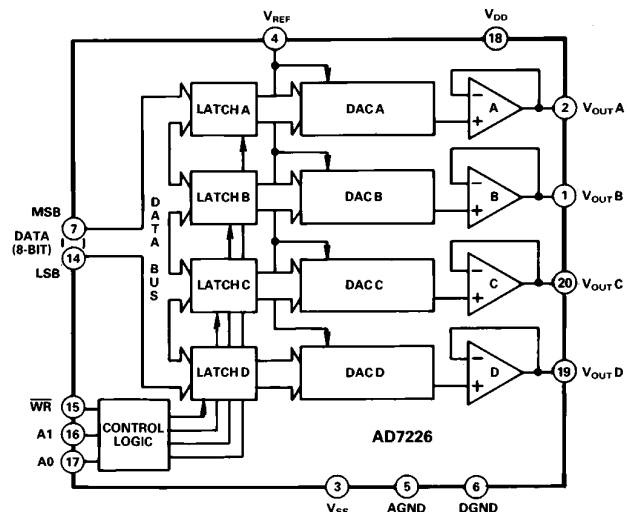 VREF
4
VDD
18
LATCH A
DAC A
A
2
VOUT A
LATCH B
DAC B
B
1
VOUT B
MSB
7
DATA
(8-BIT)
14
LSB
DATA BUS
LATCH C
DAC C
C
20
VOUT C
LATCH D
DAC D
D
19
VOUT D
WR
15
A1
16
A0
17
CONTROL
LOGIC
AD7226
3
VSS
5
AGND
6
DGND